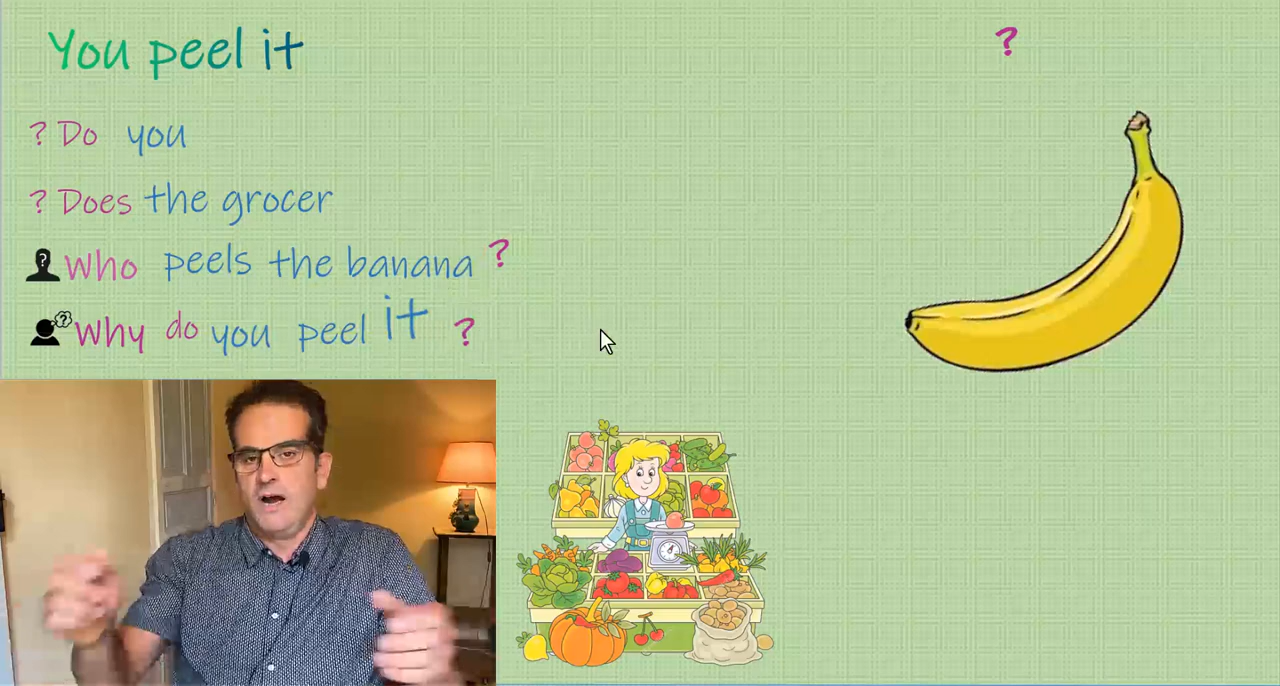 You peel it
?
? Do you
? Does the grocer
Who peels the banana ?
Why do you peel it ?